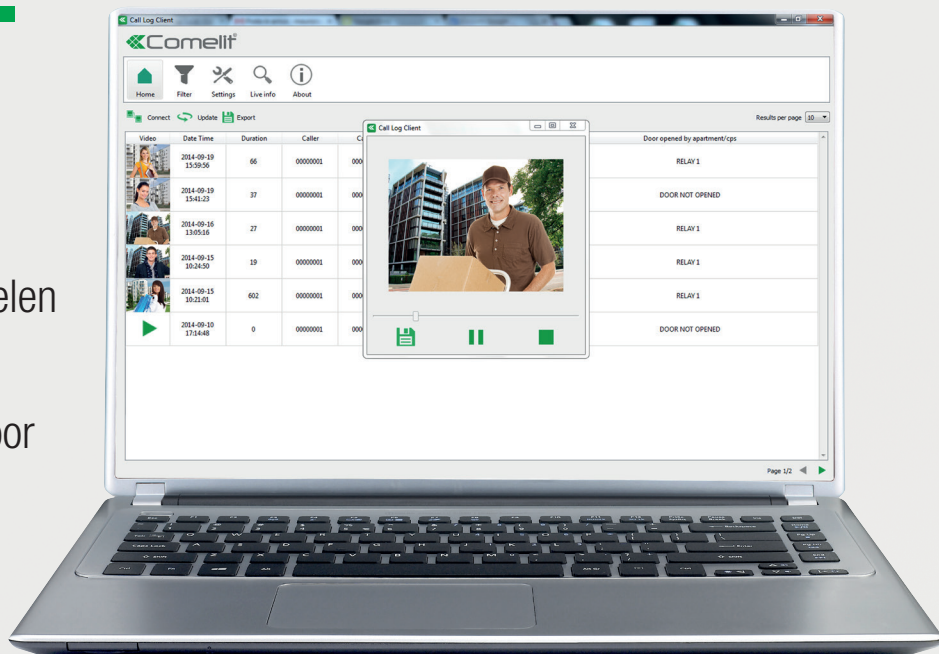 Call Log Client
Comelit®
Home Filter Settings Live info About
Connect Update Export
Results per page 10
Call Log Client
Video Date Time Duration Caller Door opened by apartment/cps
2014-09-19
15:59:56
66 00000001 RELAY 1
2014-09-19
15:41:23
37 00000001 DOOR NOT OPENED
2014-09-16
13:05:16
27 00000001 RELAY 1
2014-09-15
10:24:50
19 00000001 RELAY 1
2014-09-15
10:21:01
602 00000001 RELAY 1
2014-09-10
17:14:48
0 00000001 DOOR NOT OPENED
Page 1/2
elen
oor